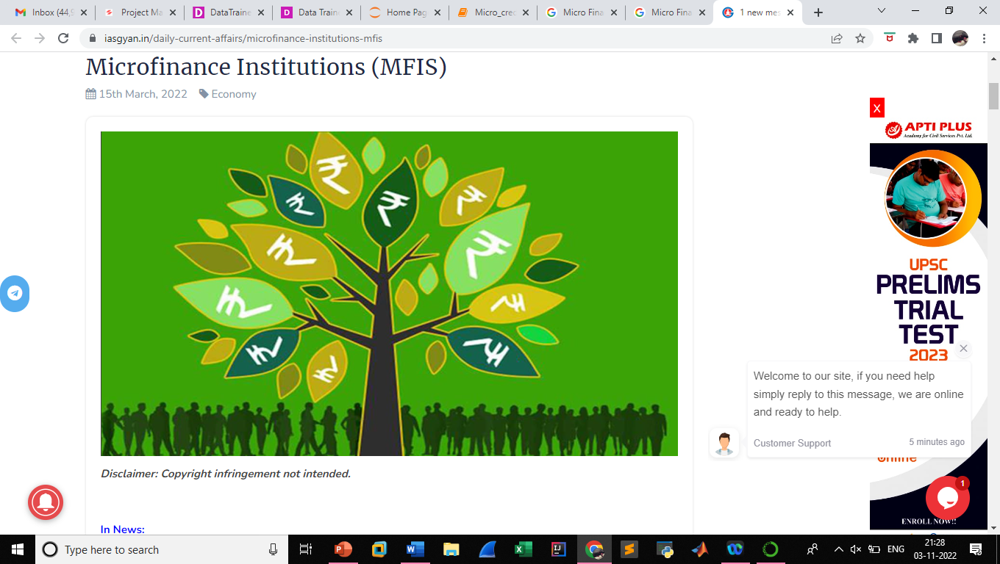 Inbox (44,9
Project Ma
DataTraine
Data Traine
Home Pag
Micro_cred
Micro Fina
Micro Fina
1 new mes
iasgyan.in/daily-current-affairs/microfinance-institutions-mfis
Microfinance Institutions (MFIS)
15th March, 2022 Economy
X
APTI PLUS
Academy for Civil Services Pvt. Ltd.
₹ ₹ ₹ ₹ ₹ ₹ ₹ ₹ ₹ ₹ ₹
UPSC
PRELIMS
TRIAL
TEST
2023
Welcome to our site, if you need help
simply reply to this message, we are online
and ready to help.
Customer Support 5 minutes ago
online
Disclaimer: Copyright infringement not intended.
1
ENROLL NOW!!
In News:
Type here to search
ENG
21:28
03-11-2022